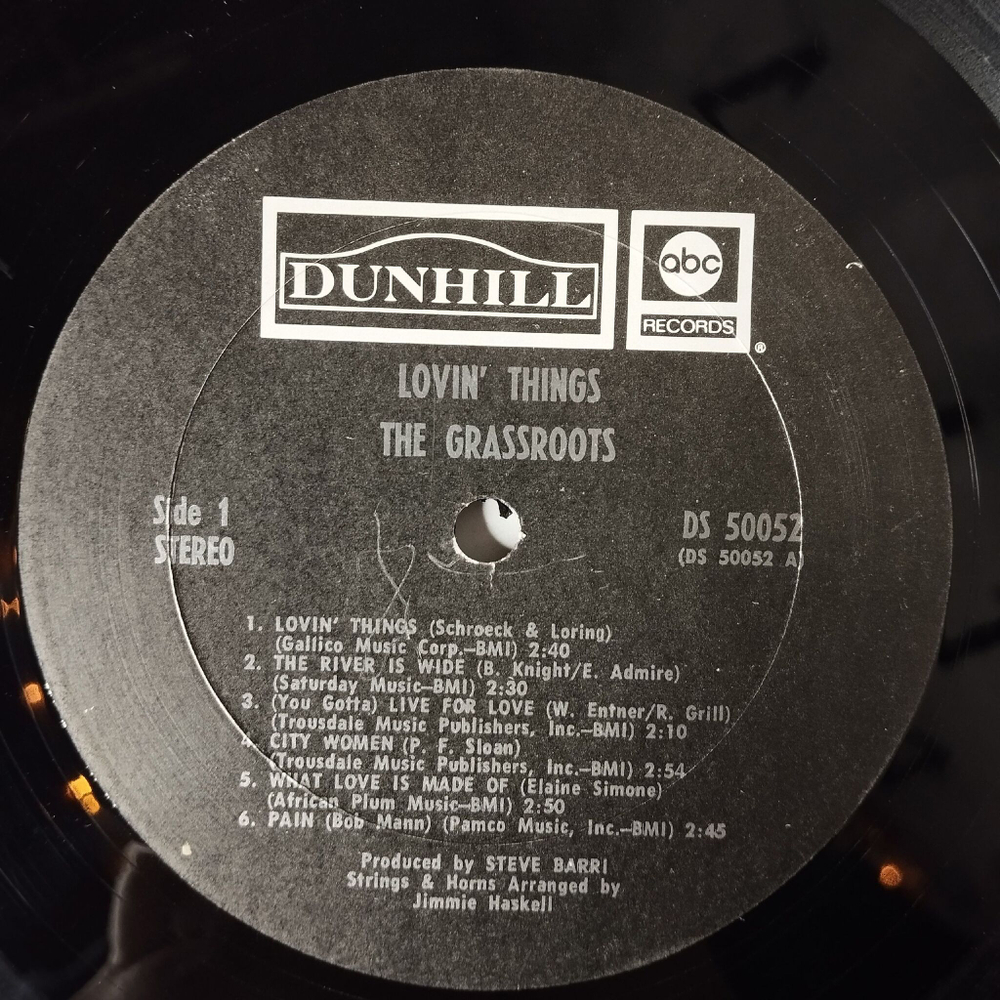 DUNHILL
abc
RECORDS
®
LOVIN' THINGS
THE GRASSROOTS
Side 1
STEREO
DS 50052
(DS 50052 A)
1. LOVIN' THINGS (Schroeck & Loring)
(Gallico Music Corp.—BMI) 2:40
2. THE RIVER IS WIDE (B. Knight/E. Admire)
(Saturday Music—BMI) 2:30
3. (You Gotta) LIVE FOR LOVE (W. Entner/R. Grill)
(Trousdale Music Publishers, Inc.—BMI) 2:10
4. CITY WOMEN (P. F. Sloan)
(Trousdale Music Publishers, Inc.—BMI) 2:54
5. WHAT LOVE IS MADE OF (Elaine Simone)
(African Plum Music—BMI) 2:50
6. PAIN (Bob Mann) (Pamco Music, Inc.—BMI) 2:45
Produced by STEVE BARRI
Strings & Horns Arranged by
Jimmie Haskell